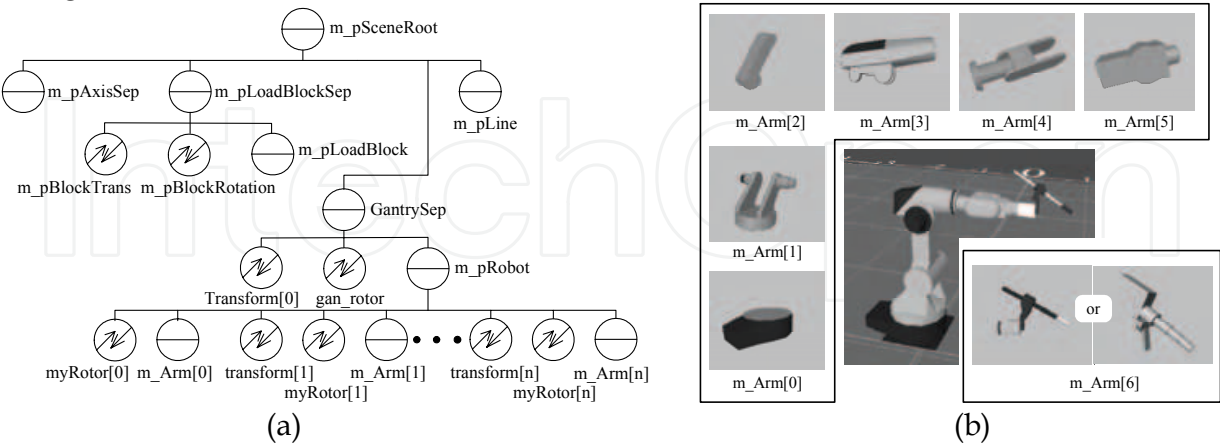 m_pSceneRoot
m_pAxisSep
m_pLoadBlockSep
m_pLine
m_pBlockTrans
m_pBlockRotation
m_pLoadBlock
GantrySep
Transform[0]
gan_rotor
m_pRobot
myRotor[0]
m_Arm[0]
transform[1]
myRotor[1]
m_Arm[1]
transform[n]
myRotor[n]
m_Arm[n]
(a)
m_Arm[2]
m_Arm[3]
m_Arm[4]
m_Arm[5]
m_Arm[1]
m_Arm[0]
or
m_Arm[6]
(b)
IntechOpen